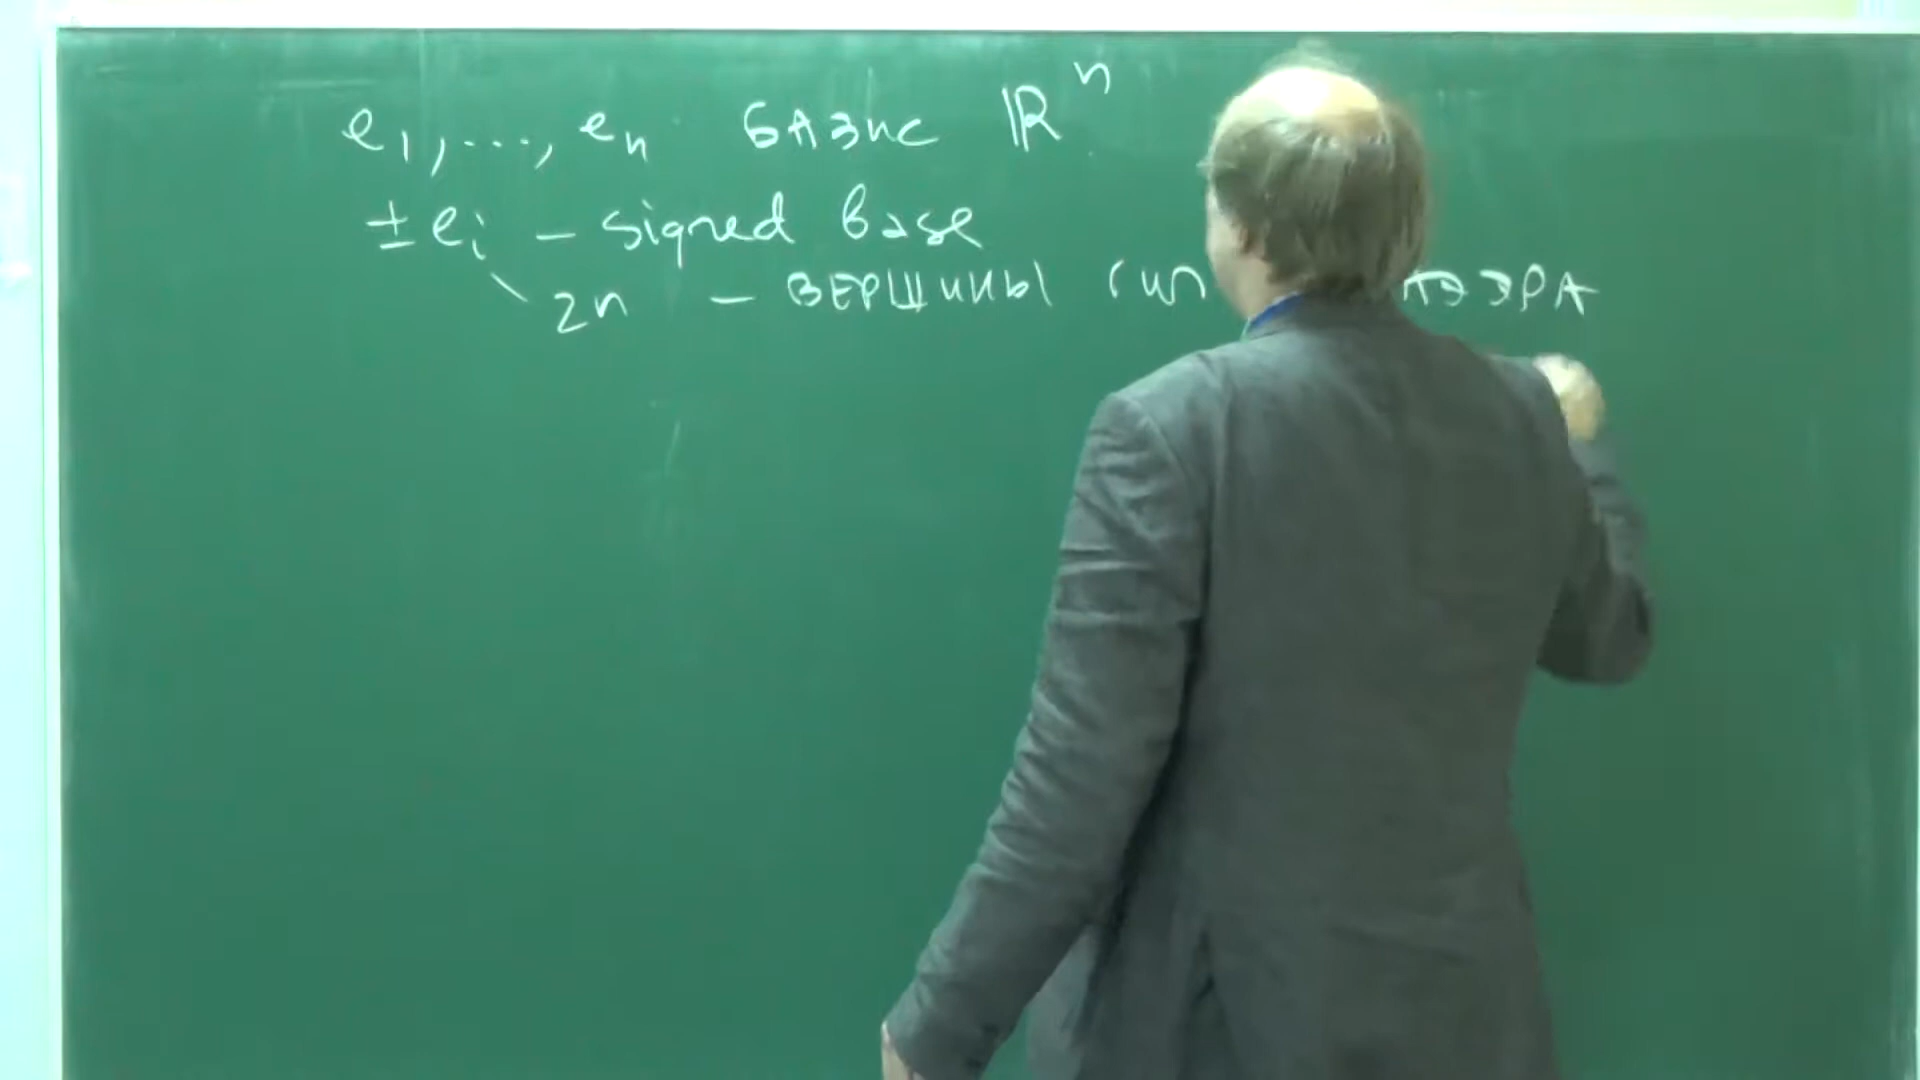 e₁, ..., eₙ базис ℝⁿ
± eᵢ – signed base
2n – вершины